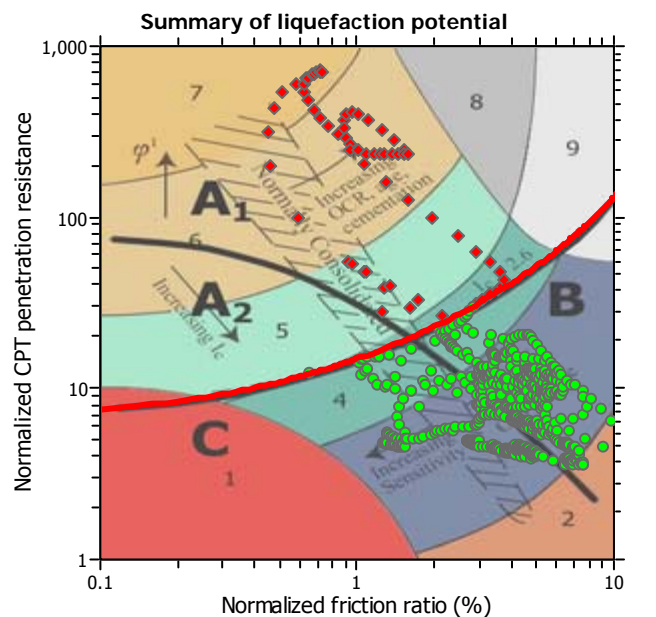 Summary of liquefaction potential
1,000
100
10
1
Normalized CPT penetration resistance
7
8
9
φ'
A1
Increasing
OCR, age,
cementation
Normally Consolidated
6
A2
Increasing Ic
5
2.6
B
4
C
1
Increasing
Sensitivity
2
0.1
1
10
Normalized friction ratio (%)